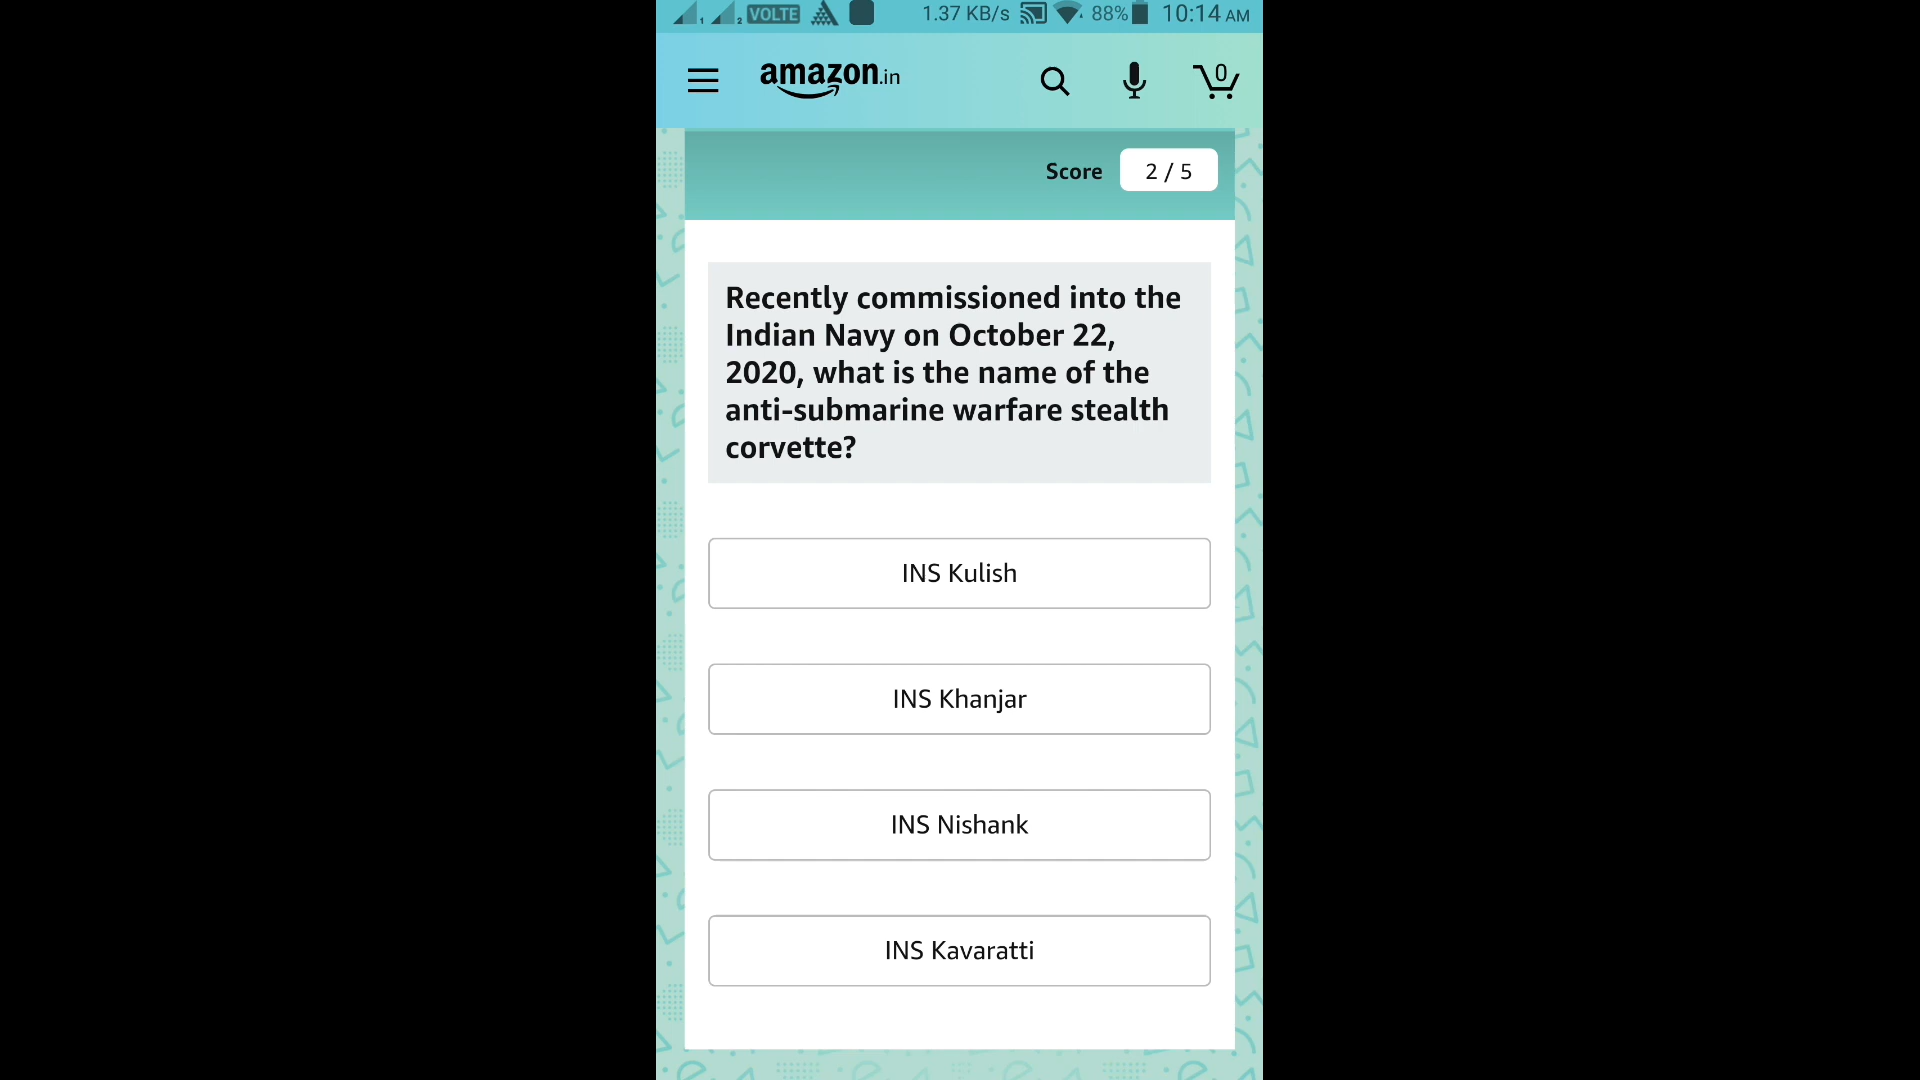 1 2 VOLTE 1.37 KB/s 88% 10:14 AM
amazon.in 0
Score 2 / 5
Recently commissioned into the
Indian Navy on October 22,
2020, what is the name of the
anti-submarine warfare stealth
corvette?
INS Kulish
INS Khanjar
INS Nishank
INS Kavaratti